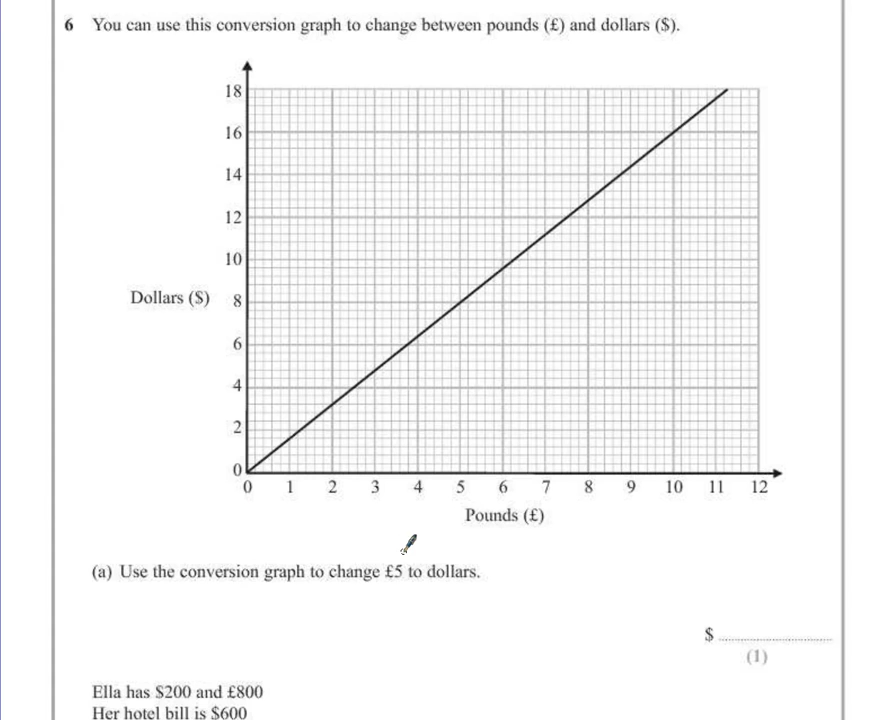 6 You can use this conversion graph to change between pounds (£) and dollars ($).
18
16
14
12
10
Dollars ($) 8
6
4
2
0
0 1 2 3 4 5 6 7 8 9 10 11 12
Pounds (£)
(a) Use the conversion graph to change £5 to dollars.
$ ............................
(1)
Ella has $200 and £800
Her hotel bill is $600